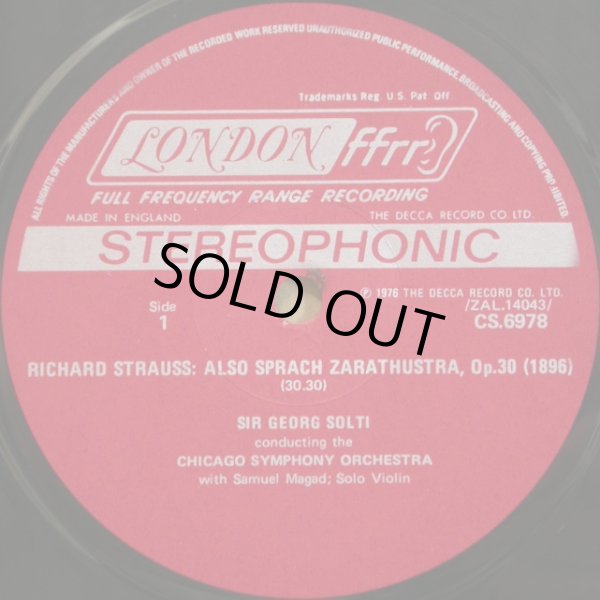 ALL RIGHTS OF THE MANUFACTURERS AND OWNER OF THE RECORDED WORK RESERVED UNAUTHORIZED PUBLIC PERFORMANCE, BROADCASTING AND COPYING PROHIBITED.
Trademarks Reg U.S. Pat. Off
LONDON ffrr
FULL FREQUENCY RANGE RECORDING
MADE IN ENGLAND THE DECCA RECORD CO LTD.
STEREOPHONIC
SOLD OUT
℗ 1976 THE DECCA RECORD CO. LTD.
Side /ZAL.14043/
1 CS.6978
RICHARD STRAUSS: ALSO SPRACH ZARATHUSTRA, Op.30 (1896)
(30.30)
SIR GEORG SOLTI
conducting the
CHICAGO SYMPHONY ORCHESTRA
with Samuel Magad; Solo Violin